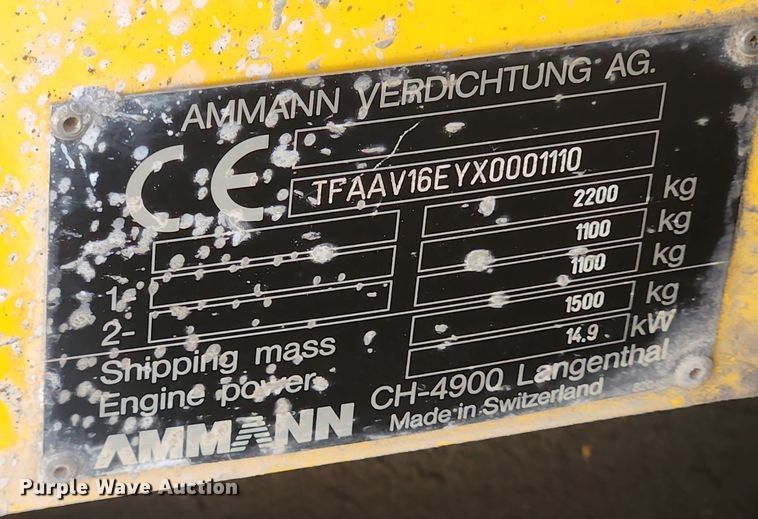 AMMANN VERDICHTUNG AG.
CE
TFAAV16EYX0001110
2200 kg
1100 kg
1- 1100 kg
2- 1500 kg
Shipping mass 14.9 kW
Engine power
CH-4900 Langenthal
AMMANN Made in Switzerland
Purple Wave Auction